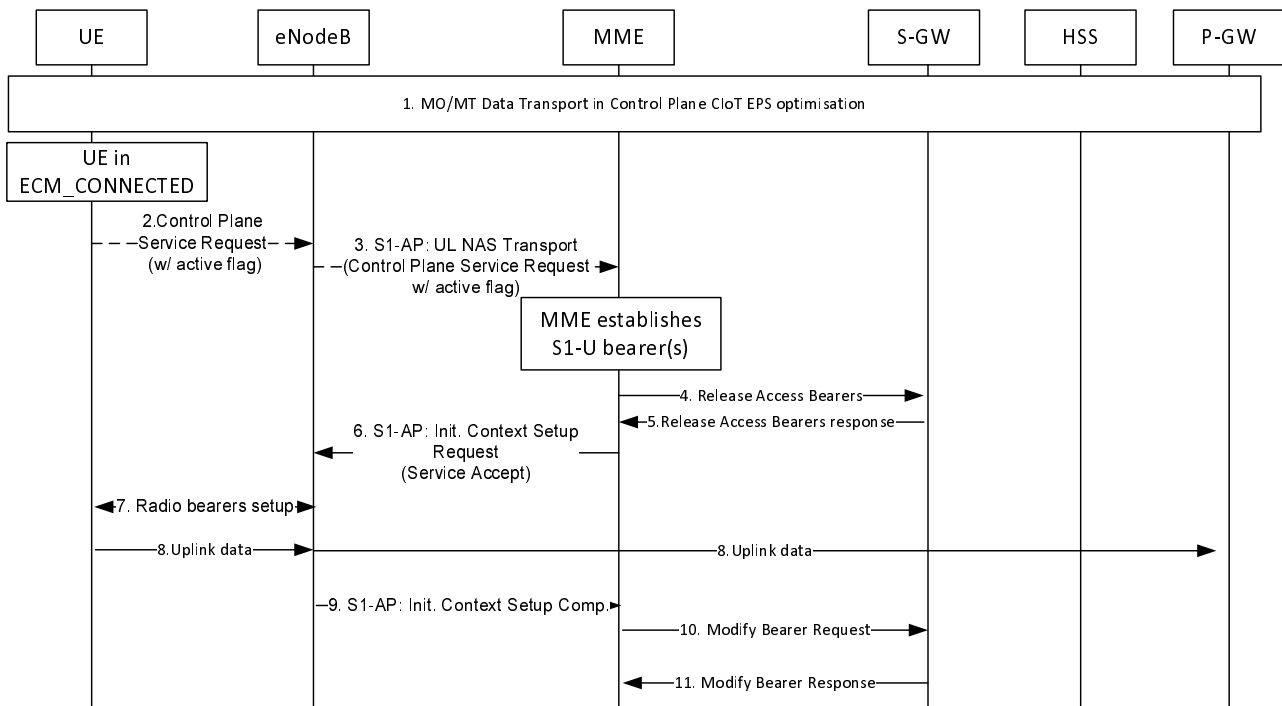 UE
eNodeB
MME
S-GW
HSS
P-GW
1. MO/MT Data Transport in Control Plane CIoT EPS optimisation
UE in
ECM_CONNECTED
2.Control Plane
Service Request
(w/ active flag)
3. S1-AP: UL NAS Transport
(Control Plane Service Request
w/ active flag)
MME establishes
S1-U bearer(s)
4. Release Access Bearers
5.Release Access Bearers response
6. S1-AP: Init. Context Setup
Request
(Service Accept)
7. Radio bearers setup
8.Uplink data
8.Uplink data
9. S1-AP: Init. Context Setup Comp.
10. Modify Bearer Request
11. Modify Bearer Response